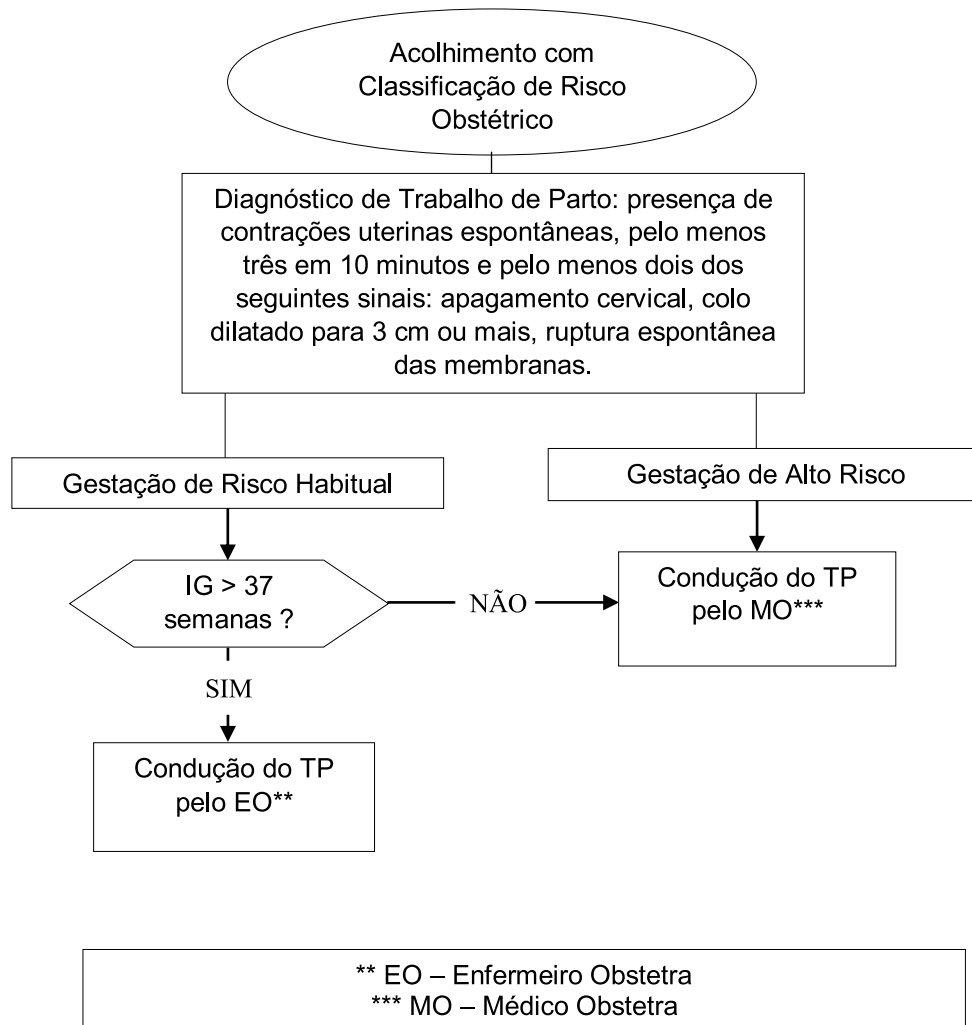 Acolhimento com
Classificação de Risco
Obstétrico
Diagnóstico de Trabalho de Parto: presença de
contrações uterinas espontâneas, pelo menos
três em 10 minutos e pelo menos dois dos
seguintes sinais: apagamento cervical, colo
dilatado para 3 cm ou mais, ruptura espontânea
das membranas.
Gestação de Risco Habitual
Gestação de Alto Risco
IG > 37
semanas ?
NÃO
Condução do TP
pelo MO***
SIM
Condução do TP
pelo EO**
** EO – Enfermeiro Obstetra
*** MO – Médico Obstetra